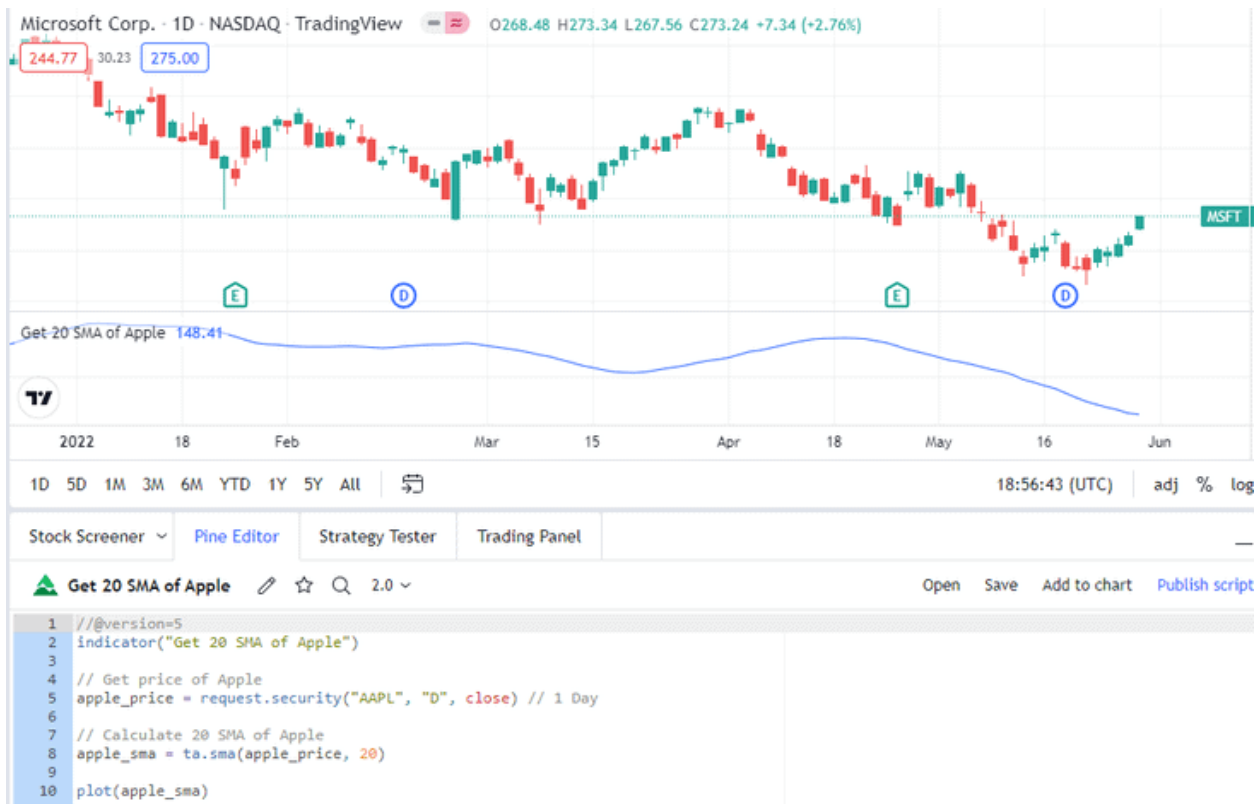 Microsoft Corp. · 1D · NASDAQ · TradingView O268.48 H273.34 L267.56 C273.24 +7.34 (+2.76%)
244.77 30.23 275.00
MSFT
E D E D
Get 20 SMA of Apple 148.41
2022 18 Feb Mar 15 Apr 18 May 16 Jun
1D 5D 1M 3M 6M YTD 1Y 5Y All 18:56:43 (UTC) adj % log
Stock Screener Pine Editor Strategy Tester Trading Panel
Get 20 SMA of Apple 2.0 Open Save Add to chart Publish script
1 //@version=5
2 indicator("Get 20 SMA of Apple")
3
4 // Get price of Apple
5 apple_price = request.security("AAPL", "D", close) // 1 Day
6
7 // Calculate 20 SMA of Apple
8 apple_sma = ta.sma(apple_price, 20)
9
10 plot(apple_sma)